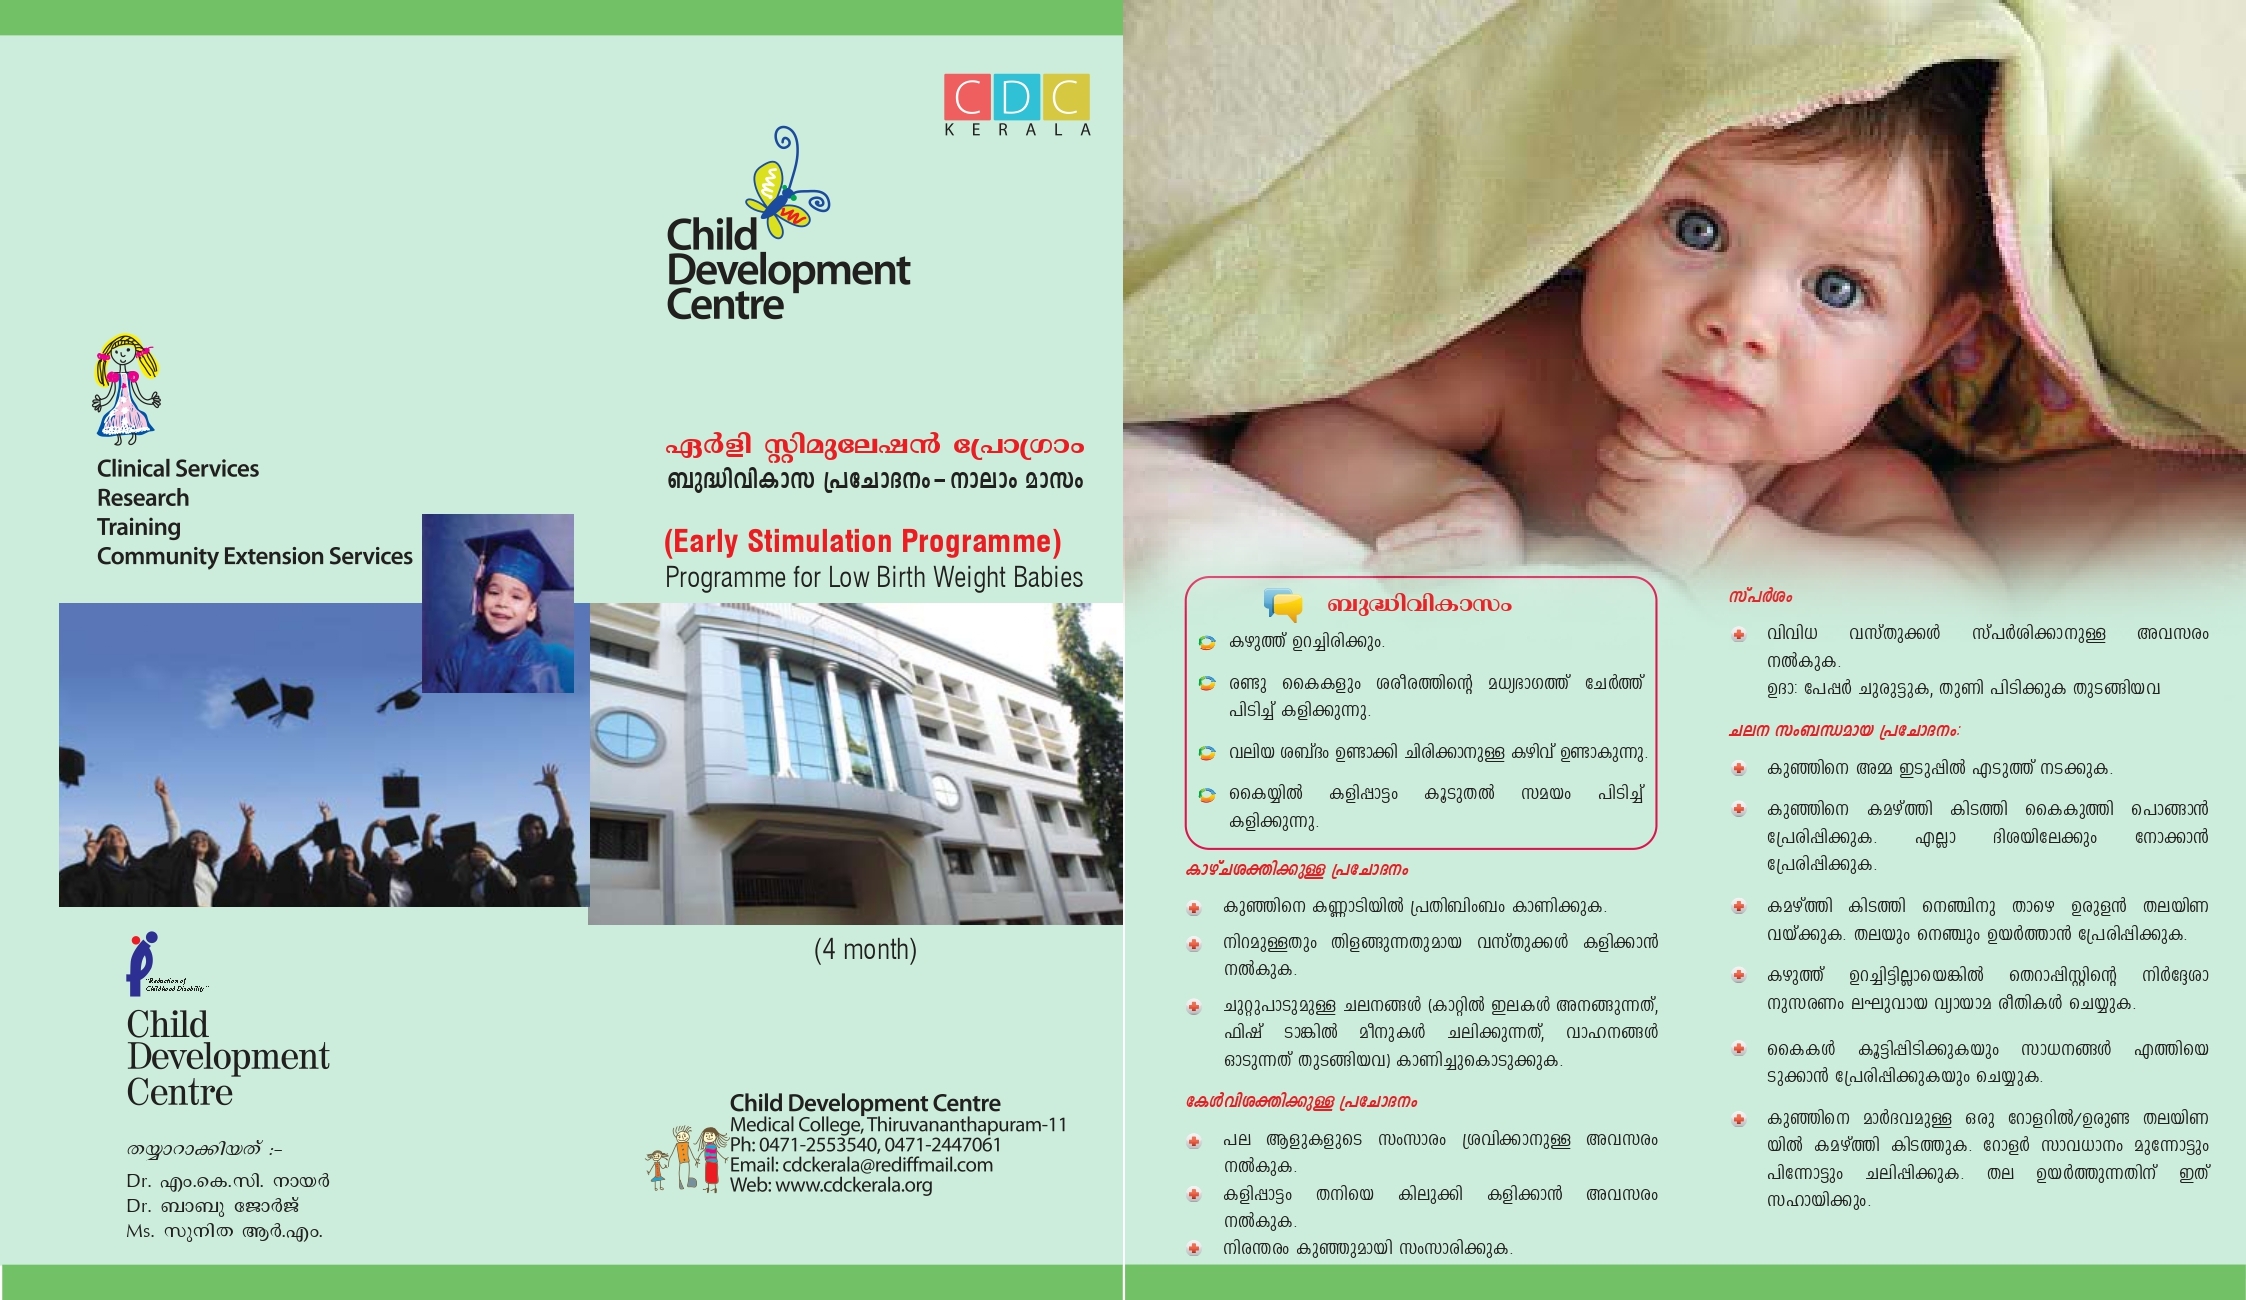 Clinical Services
Research
Training
Community Extension Services
"Reduction of
Childhood Disability"
Child
Development
Centre
തയ്യാറാക്കിയത് :-
Dr. എം.കെ.സി. നായർ
Dr. ബാബു ജോർജ്
Ms. സുനിത ആർ.എം.
CDC
KERALA
Child
Development
Centre
ഏർളി സ്റ്റിമുലേഷൻ പ്രോഗ്രാം
ബുദ്ധിവികാസ പ്രചോദനം – നാലാം മാസം
(Early Stimulation Programme)
Programme for Low Birth Weight Babies
(4 month)
Child Development Centre
Medical College, Thiruvananthapuram-11
Ph: 0471-2553540, 0471-2447061
Email: cdckerala@rediffmail.com
Web: www.cdckerala.org
ബുദ്ധിവികാസം
കഴുത്ത് ഉറച്ചിരിക്കും.
രണ്ടു കൈകളും ശരീരത്തിന്റെ മധ്യഭാഗത്ത് ചേർത്ത്
പിടിച്ച് കളിക്കുന്നു.
വലിയ ശബ്ദം ഉണ്ടാക്കി ചിരിക്കാനുള്ള കഴിവ് ഉണ്ടാകുന്നു.
കൈയ്യിൽ കളിപ്പാട്ടം കൂടുതൽ സമയം പിടിച്ച്
കളിക്കുന്നു.
കാഴ്ചശക്തിക്കുള്ള പ്രചോദനം
കുഞ്ഞിനെ കണ്ണാടിയിൽ പ്രതിബിംബം കാണിക്കുക.
നിറമുള്ളതും തിളങ്ങുന്നതുമായ വസ്തുക്കൾ കളിക്കാൻ
നൽകുക.
ചുറ്റുപാടുമുള്ള ചലനങ്ങൾ (കാറ്റിൽ ഇലകൾ അനങ്ങുന്നത്,
ഫിഷ് ടാങ്കിൽ മീനുകൾ ചലിക്കുന്നത്, വാഹനങ്ങൾ
ഓടുന്നത് തുടങ്ങിയവ) കാണിച്ചുകൊടുക്കുക.
കേൾവിശക്തിക്കുള്ള പ്രചോദനം
പല ആളുകളുടെ സംസാരം ശ്രവിക്കാനുള്ള അവസരം
നൽകുക.
കളിപ്പാട്ടം തനിയെ കിലുക്കി കളിക്കാൻ അവസരം
നൽകുക.
നിരന്തരം കുഞ്ഞുമായി സംസാരിക്കുക.
സ്പർശം
വിവിധ വസ്തുക്കൾ സ്പർശിക്കാനുള്ള അവസരം
നൽകുക.
ഉദാ: പേപ്പർ ചുരുട്ടുക, തുണി പിടിക്കുക തുടങ്ങിയവ
ചലന സംബന്ധമായ പ്രചോദനം:
കുഞ്ഞിനെ അമ്മ ഇടുപ്പിൽ എടുത്ത് നടക്കുക.
കുഞ്ഞിനെ കമഴ്ത്തി കിടത്തി കൈകുത്തി പൊങ്ങാൻ
പ്രേരിപ്പിക്കുക. എല്ലാ ദിശയിലേക്കും നോക്കാൻ
പ്രേരിപ്പിക്കുക.
കമഴ്ത്തി കിടത്തി നെഞ്ചിനു താഴെ ഉരുളൻ തലയിണ
വയ്ക്കുക. തലയും നെഞ്ചും ഉയർത്താൻ പ്രേരിപ്പിക്കുക.
കഴുത്ത് ഉറച്ചിട്ടില്ലായെങ്കിൽ തെറാപ്പിസ്റ്റിന്റെ നിർദ്ദേശാ
നുസരണം ലഘുവായ വ്യായാമ രീതികൾ ചെയ്യുക.
കൈകൾ കൂട്ടിപ്പിടിക്കുകയും സാധനങ്ങൾ എത്തിയെ
ടുക്കാൻ പ്രേരിപ്പിക്കുകയും ചെയ്യുക.
കുഞ്ഞിനെ മാർദവമുള്ള ഒരു റോളറിൽ/ഉരുണ്ട തലയിണ
യിൽ കമഴ്ത്തി കിടത്തുക. റോളർ സാവധാനം മുന്നോട്ടും
പിന്നോട്ടും ചലിപ്പിക്കുക. തല ഉയർത്തുന്നതിന് ഇത്
സഹായിക്കും.